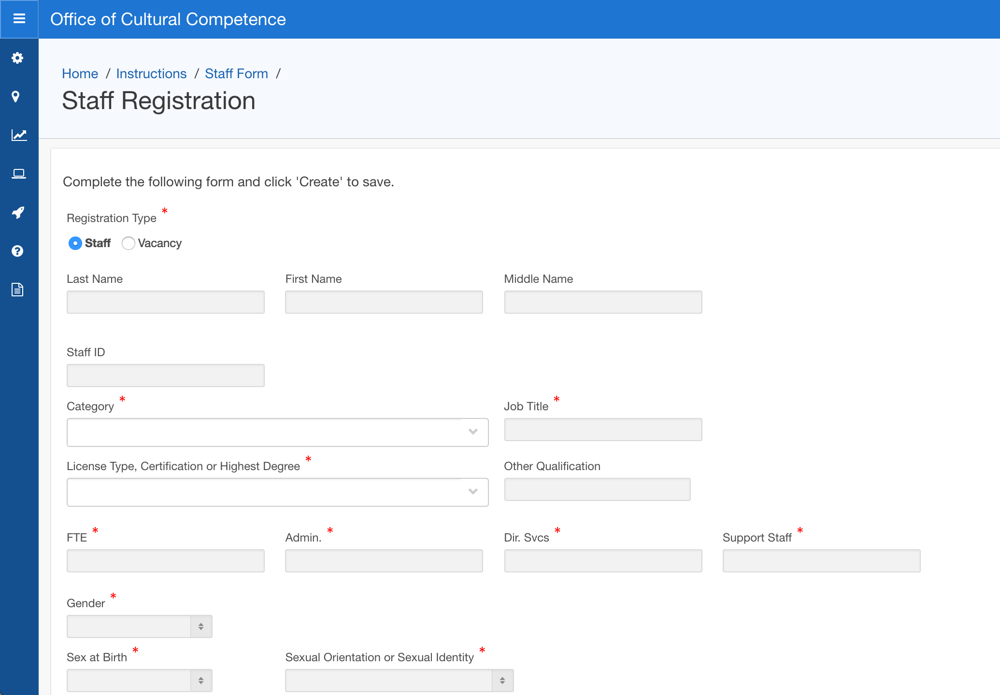 Office of Cultural Competence
Home / Instructions / Staff Form /
Staff Registration
Complete the following form and click 'Create' to save.
Registration Type *
Staff Vacancy
Last Name First Name Middle Name
Staff ID
Category * Job Title *
License Type, Certification or Highest Degree * Other Qualification
FTE * Admin. * Dir. Svcs * Support Staff *
Gender *
Sex at Birth * Sexual Orientation or Sexual Identity *